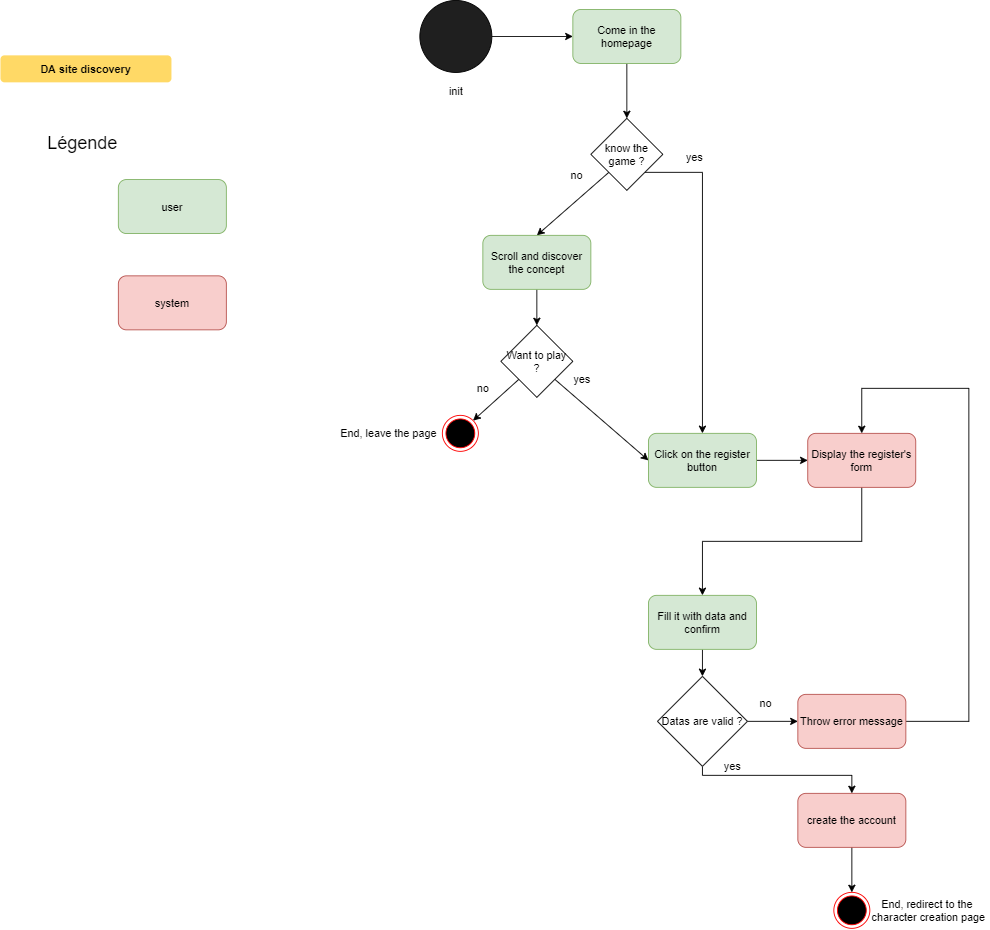 Come in the
homepage
DA site discovery
init
Légende
know the
game ?
yes
no
user
Scroll and discover
the concept
system
Want to play
?
no
yes
End, leave the page
Click on the register
button
Display the register's
form
Fill it with data and
confirm
no
Datas are valid ?
Throw error message
yes
create the account
End, redirect to the
character creation page